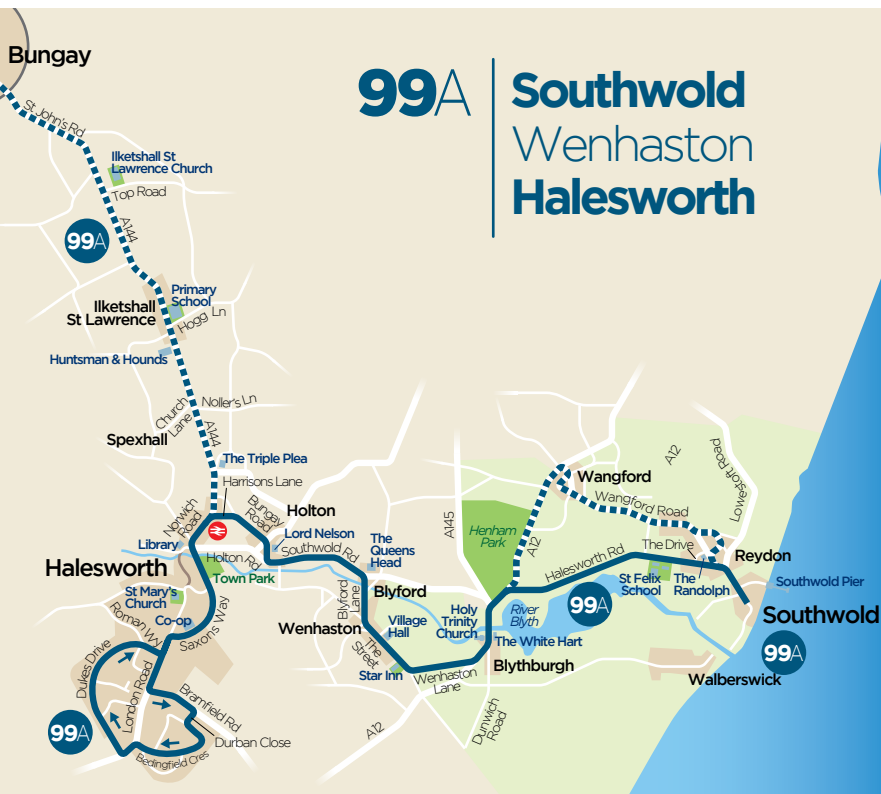 Bungay
99A
Southwold
Wenhaston
Halesworth
St John's Rd
Ilketshall St
Lawrence Church
Top Road
A144
99A
Primary
School
Ilketshall
St Lawrence
Hogg Ln
Huntsman & Hounds
Noller's Ln
Church
Lane
Spexhall
A144
The Triple Plea
Harrisons Lane
Norwich
Road
Bungay
Road
Holton
Library
Lord Nelson
Southwold Rd
The
Queens
Head
Holton Rd
Halesworth
Town Park
St Mary's
Church
Co-op
Roman Wy
Saxons Way
Blyford
Lane
Blyford
Wenhaston
Village
Hall
The
Street
Star Inn
Wenhaston
Lane
A12
A145
Henham
Park
A12
Wangford
Wangford Road
A12
Lowestoft Road
Halesworth Rd
The Drive
Reydon
St Felix
School
The
Randolph
Southwold Pier
Southwold
99A
99A
Walberswick
Holy
Trinity
Church
River
Blyth
The White Hart
Blythburgh
Dunwich
Road
Dukes Drive
London Road
Bramfield Rd
Durban Close
Bedingfield Cres
99A